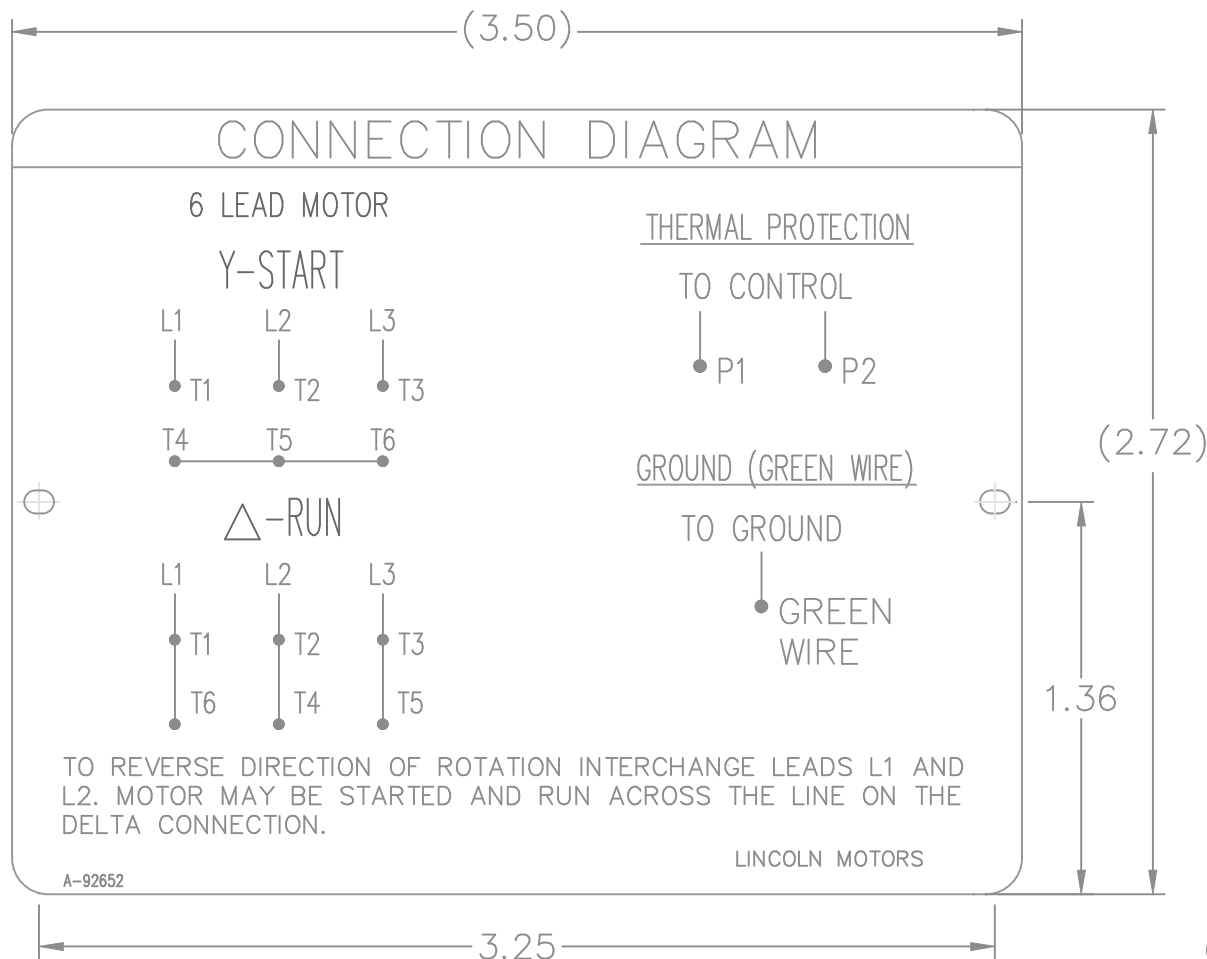 (3.50)
CONNECTION DIAGRAM
6 LEAD MOTOR
Y-START
L1 L2 L3
T1 T2 T3
T4 T5 T6
△-RUN
L1 L2 L3
T1 T2 T3
T6 T4 T5
THERMAL PROTECTION
TO CONTROL
P1 P2
GROUND (GREEN WIRE)
TO GROUND
GREEN
WIRE
TO REVERSE DIRECTION OF ROTATION INTERCHANGE LEADS L1 AND
L2. MOTOR MAY BE STARTED AND RUN ACROSS THE LINE ON THE
DELTA CONNECTION.
LINCOLN MOTORS
A-92652
(2.72)
1.36
3.25